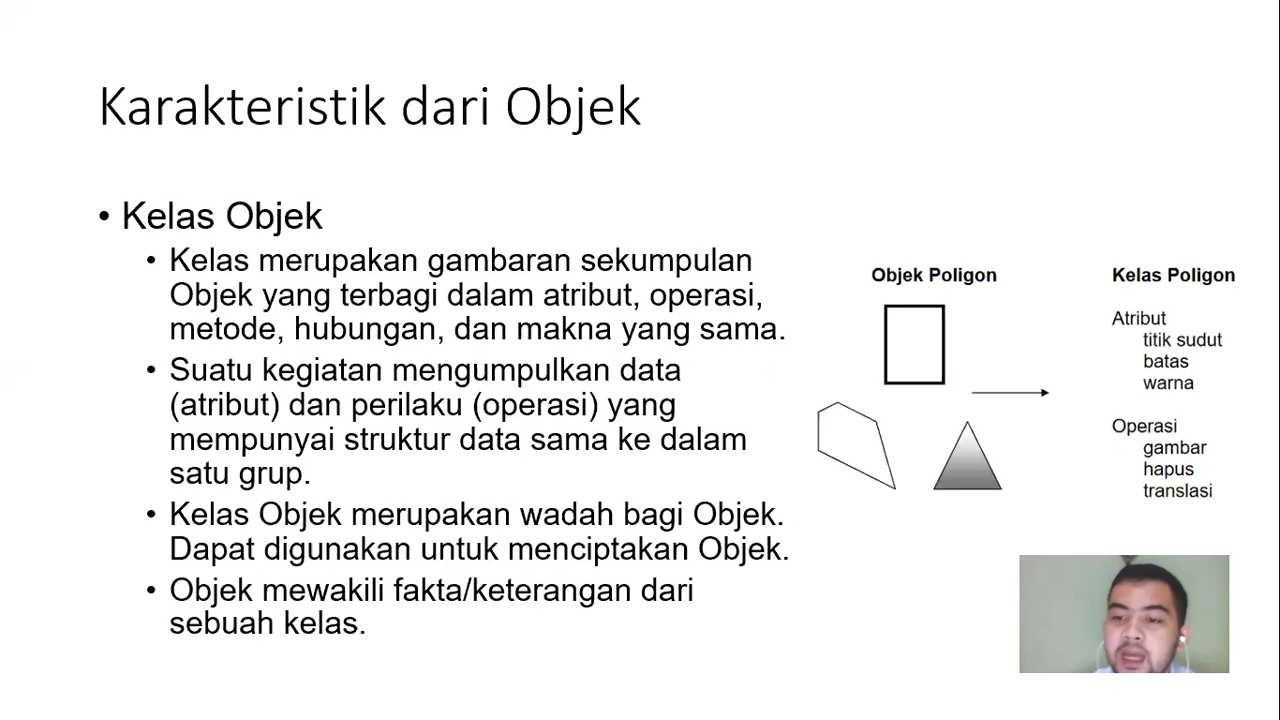 Karakteristik dari Objek
• Kelas Objek
• Kelas merupakan gambaran sekumpulan
Objek yang terbagi dalam atribut, operasi,
metode, hubungan, dan makna yang sama.
• Suatu kegiatan mengumpulkan data
(atribut) dan perilaku (operasi) yang
mempunyai struktur data sama ke dalam
satu grup.
• Kelas Objek merupakan wadah bagi Objek.
Dapat digunakan untuk menciptakan Objek.
• Objek mewakili fakta/keterangan dari
sebuah kelas.
Objek Poligon
Kelas Poligon
Atribut
titik sudut
batas
warna
Operasi
gambar
hapus
translasi